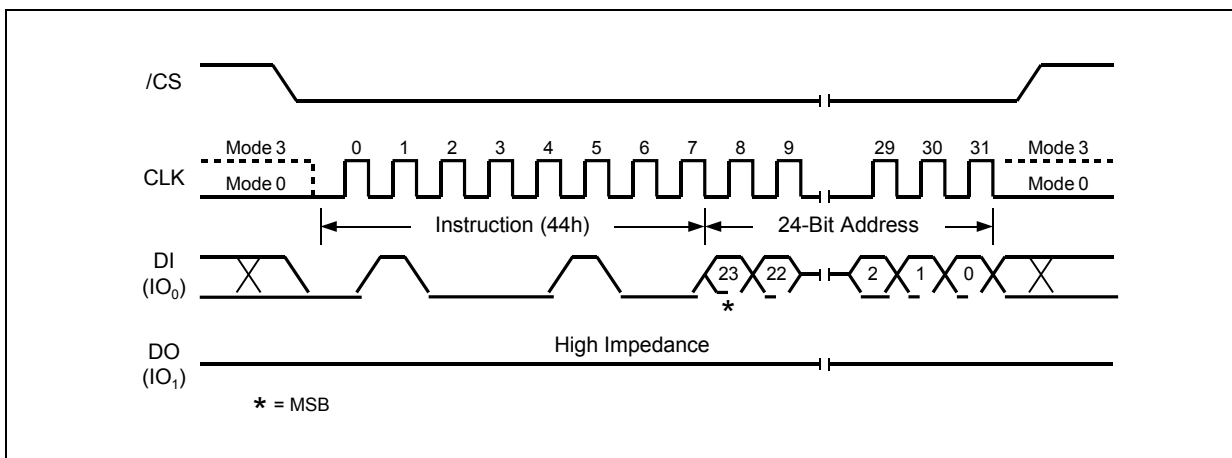 /CS
Mode 3 0 1 2 3 4 5 6 7 8 9 29 30 31 Mode 3
CLK
Mode 0 Mode 0
Instruction (44h) 24-Bit Address
DI
(IO₀)
23 22 2 1 0
*
High Impedance
DO
(IO₁)
* = MSB